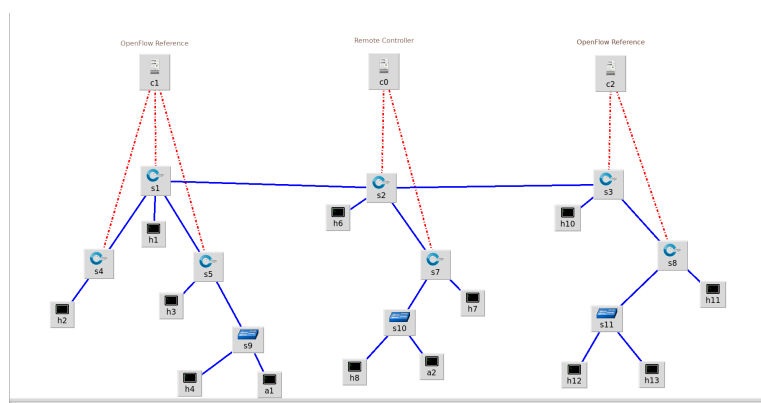 OpenFlow Reference
Remote Controller
OpenFlow Reference
c1
c0
c2
s1
s2
s3
h6
h10
h1
s4
s5
s7
s8
h2
h3
h7
h11
s9
s10
s11
h4
a1
h8
a2
h12
h13